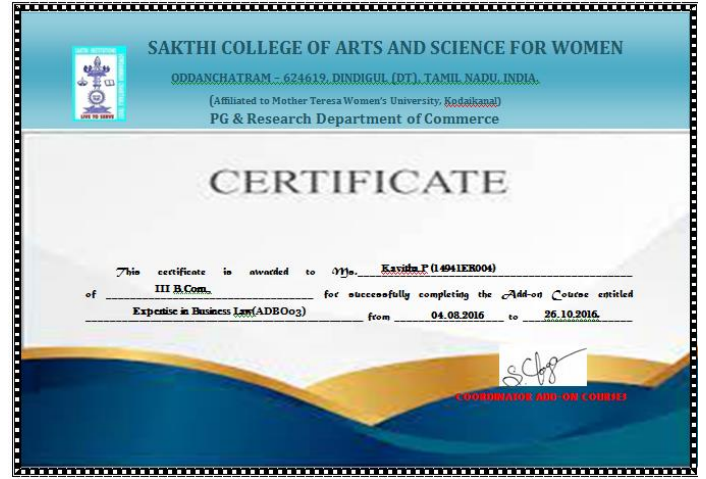 SAKTHI COLLEGE OF ARTS AND SCIENCE FOR WOMEN
ODDANCHATRAM – 624619, DINDIGUL (DT), TAMIL NADU. INDIA.
(Affiliated to Mother Teresa Women's University, Kodaikanal)
PG & Research Department of Commerce
LIVE TO SERVE
CERTIFICATE
This certificate is awarded to Ms. Kavitha.P (14941ER004)
of III B.Com., for successfully completing the Add-on Course entitled
Expertise in Business Law(ADBO03) from 04.08.2016 to 26.10.2016.
COORDINATOR ADD-ON COURSES